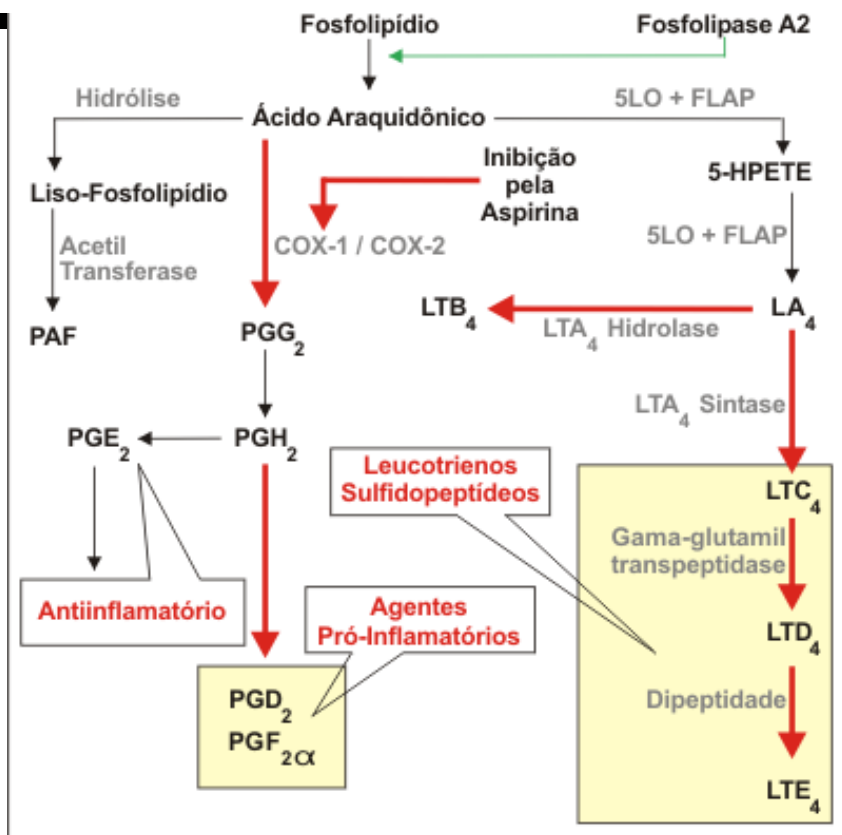 Fosfolipídio
Fosfolipase A2
Hidrólise
Ácido Araquidônico
5LO + FLAP
Inibição
pela
Aspirina
5-HPETE
Liso-Fosfolipídio
COX-1 / COX-2
5LO + FLAP
Acetil
Transferase
PAF
PGG2
LTB4
LTA4 Hidrolase
LA4
LTA4 Sintase
PGE2
PGH2
Leucotrienos
Sulfidopeptídeos
LTC4
Gama-glutamil
transpeptidase
Antiinflamatório
Agentes
Pró-Inflamatórios
LTD4
PGD2
PGF2α
Dipeptidade
LTE4